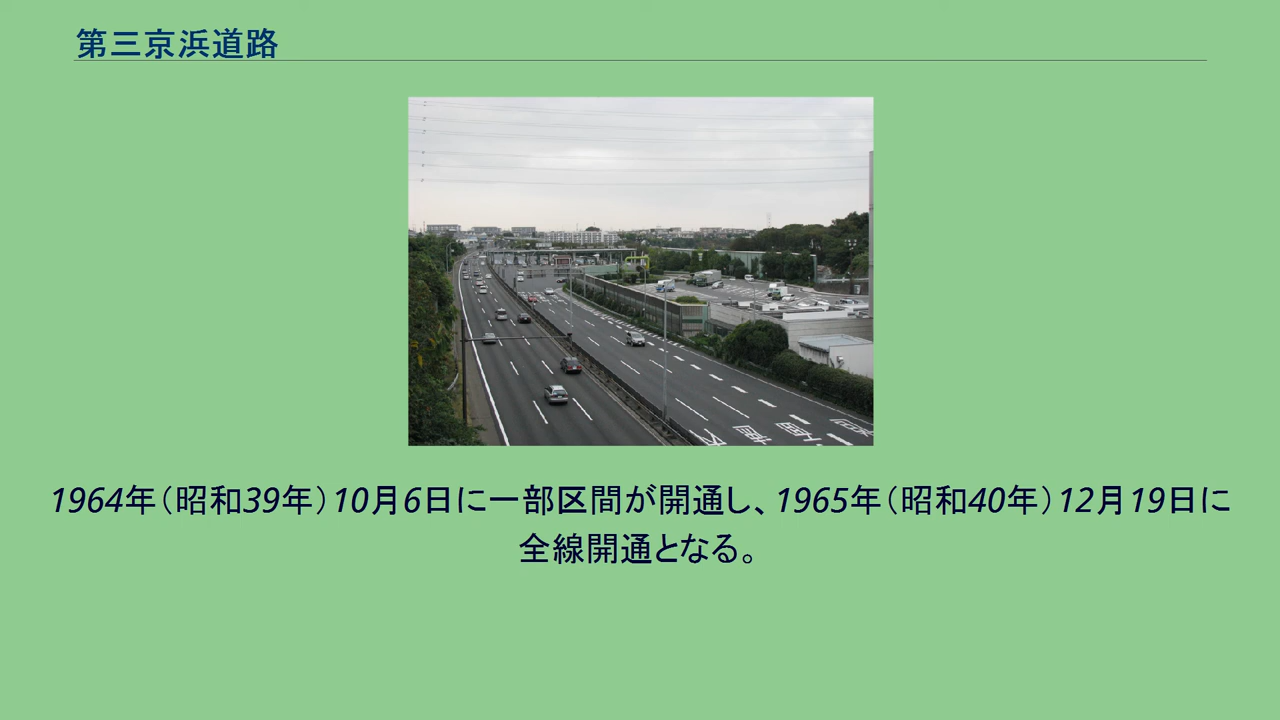 第三京浜道路
1964年（昭和39年）10月6日に一部区間が開通し、1965年（昭和40年）12月19日に
全線開通となる。